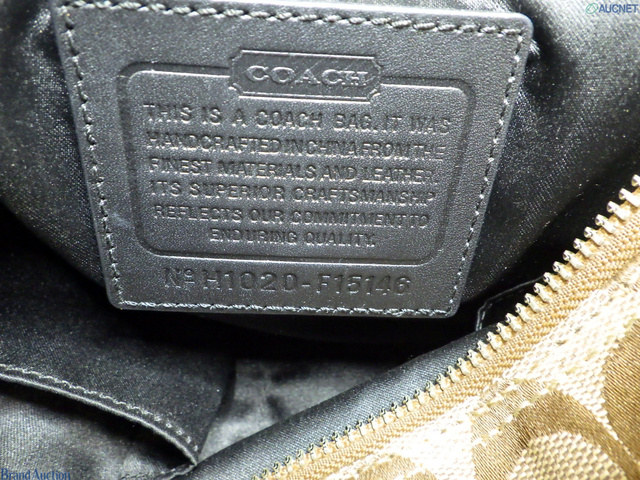 AUCNET
COACH
THIS IS A COACH BAG. IT WAS
HANDCRAFTED IN CHINA FROM THE
FINEST MATERIALS AND LEATHER.
ITS SUPERIOR CRAFTSMANSHIP
REFLECTS OUR COMMITMENT TO
ENDURING QUALITY.
Nº H1020-F15146
Brand Auction